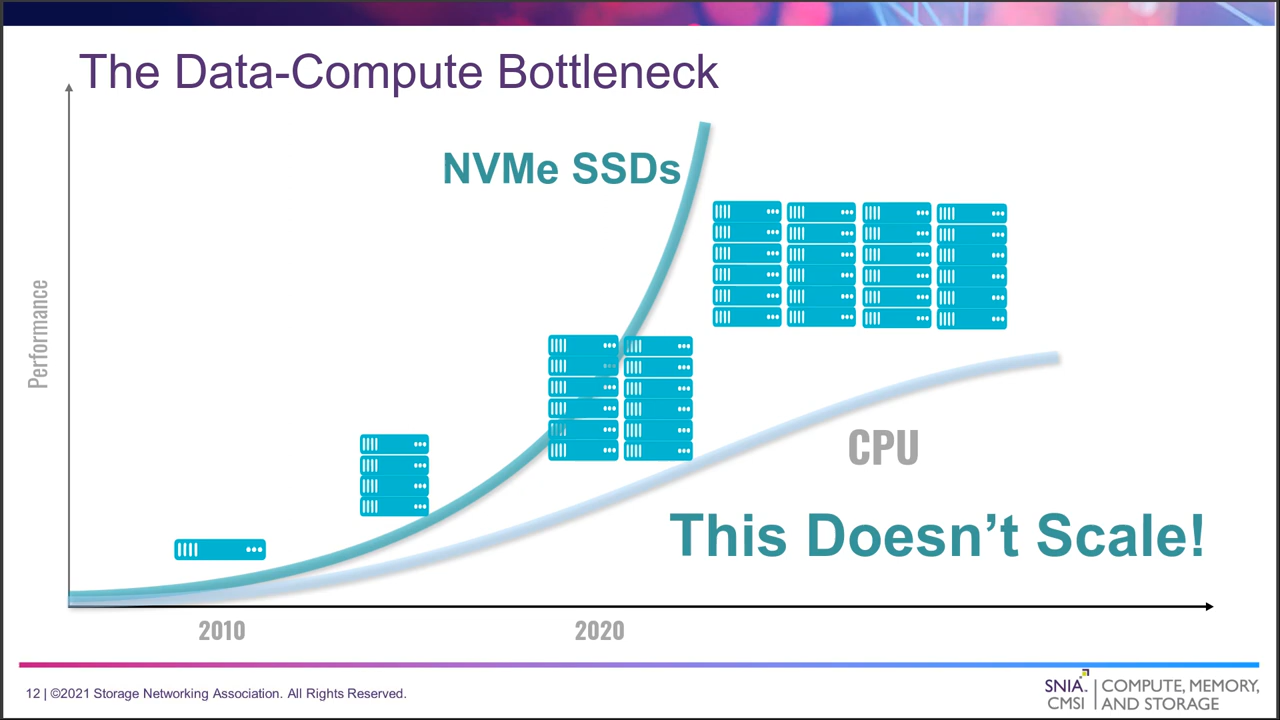 The Data-Compute Bottleneck
NVMe SSDs
Performance
CPU
This Doesn’t Scale!
2010
2020
12 | ©2021 Storage Networking Association. All Rights Reserved.
SNIA.
CMSI
COMPUTE, MEMORY,
AND STORAGE